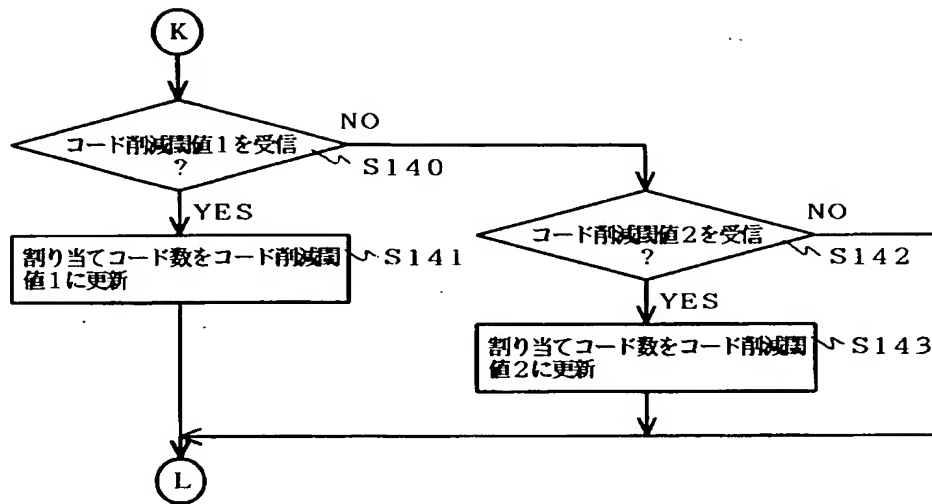 K
コード削減閾値1を受信
?
NO
S140
YES
割り当てコード数をコード削減閾
値1に更新
S141
コード削減閾値2を受信
?
NO
S142
YES
割り当てコード数をコード削減閾
値2に更新
S143
L